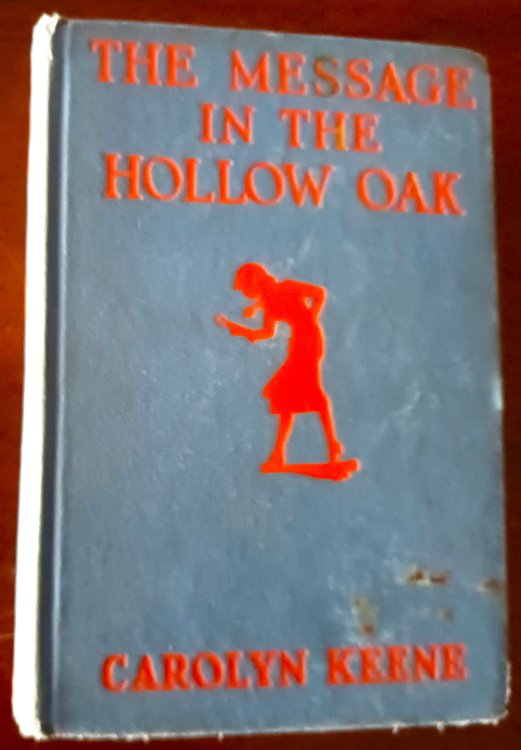 THE MESSAGE
IN THE
HOLLOW OAK
CAROLYN KEENE